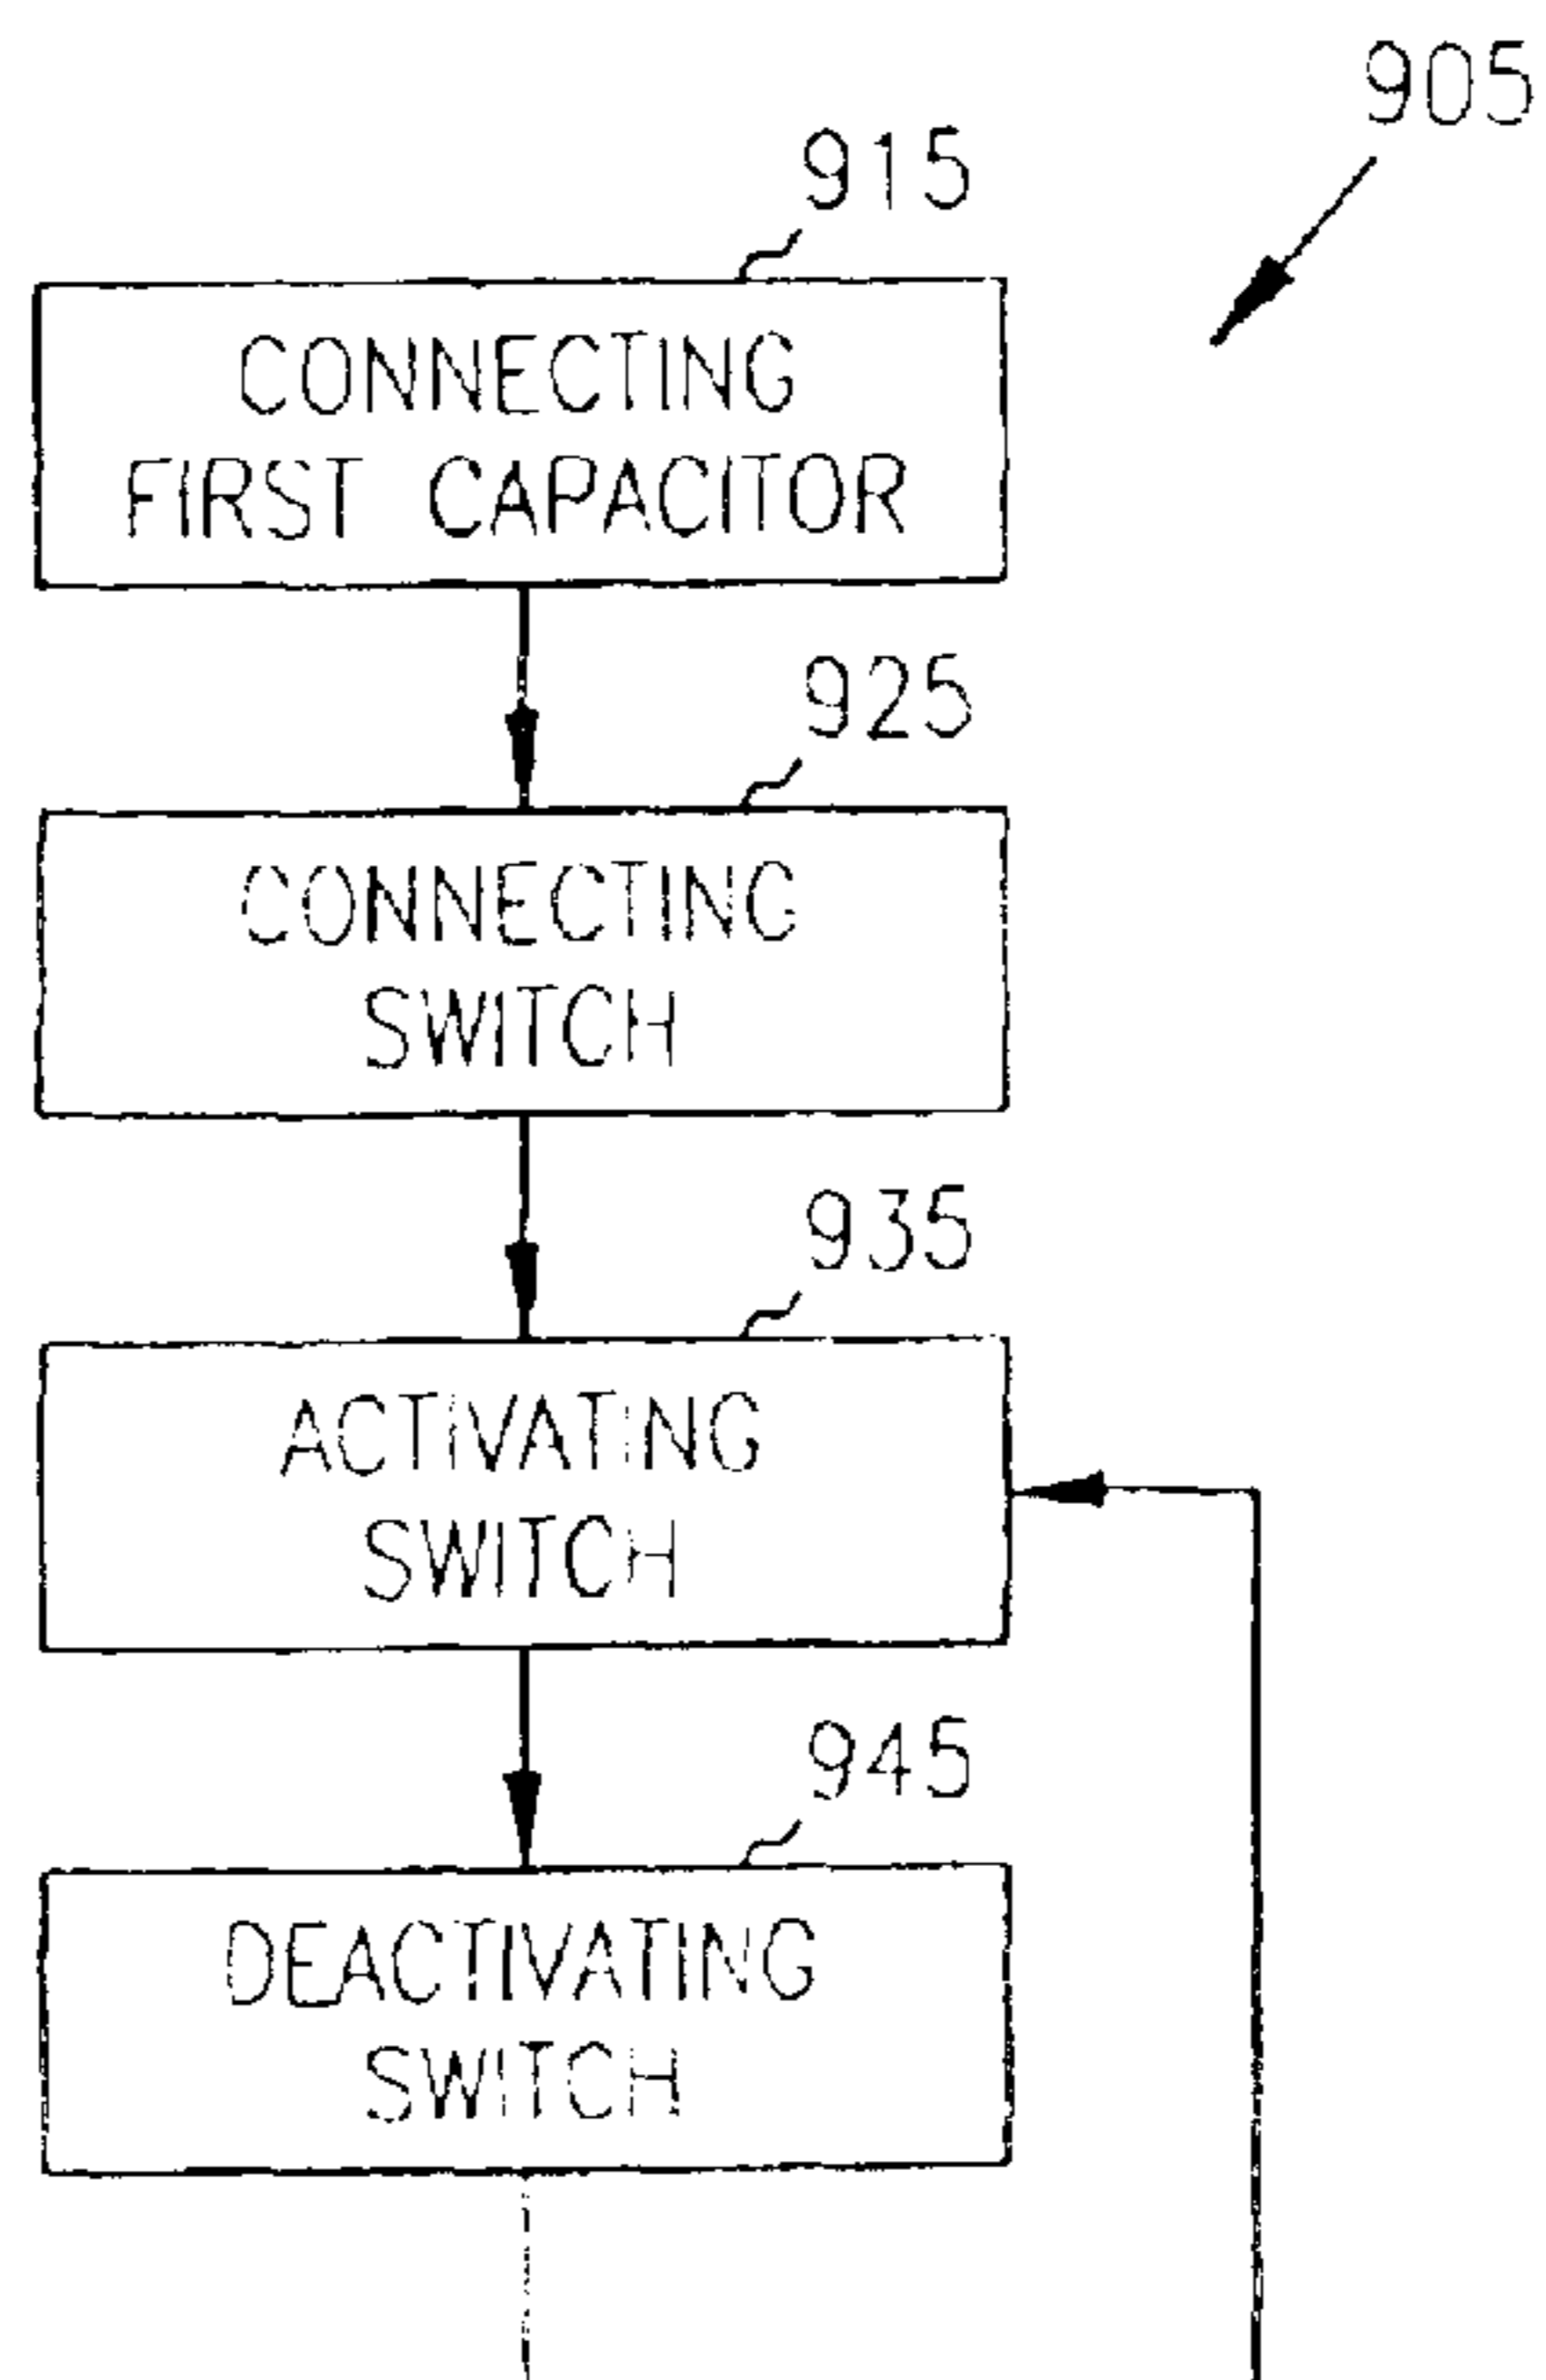 905
915
CONNECTING
FIRST CAPACITOR
925
CONNECTING
SWITCH
935
ACTIVATING
SWITCH
945
DEACTIVATING
SWITCH